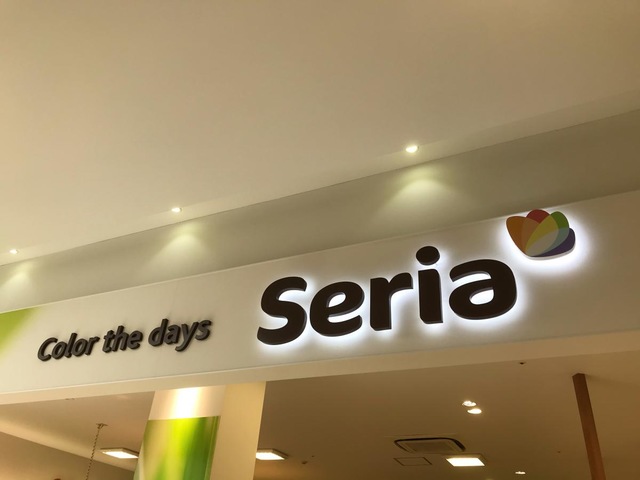 Color the days
Seria